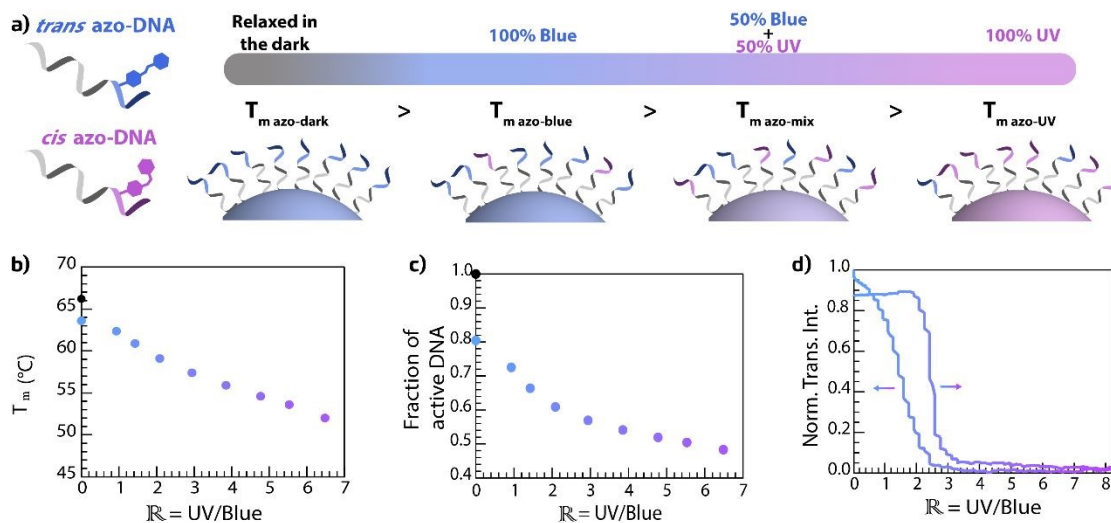 a)
trans azo-DNA
cis azo-DNA
Relaxed
in the dark
100% Blue
50% Blue
+
50% UV
100% UV
Tm azo-dark > Tm azo-blue > Tm azo-mix > Tm azo-UV
b)
Tm (°C)
70
65
60
55
50
45
0 1 2 3 4 5 6 7
ℝ = UV/Blue
c)
Fraction of
active DNA
1.0
0.9
0.8
0.7
0.6
0.5
0.4
0 1 2 3 4 5 6 7
ℝ = UV/Blue
d)
Norm. Trans. Int.
1.0
0.8
0.6
0.4
0.2
0.0
0 1 2 3 4 5 6 7 8
ℝ = UV/Blue